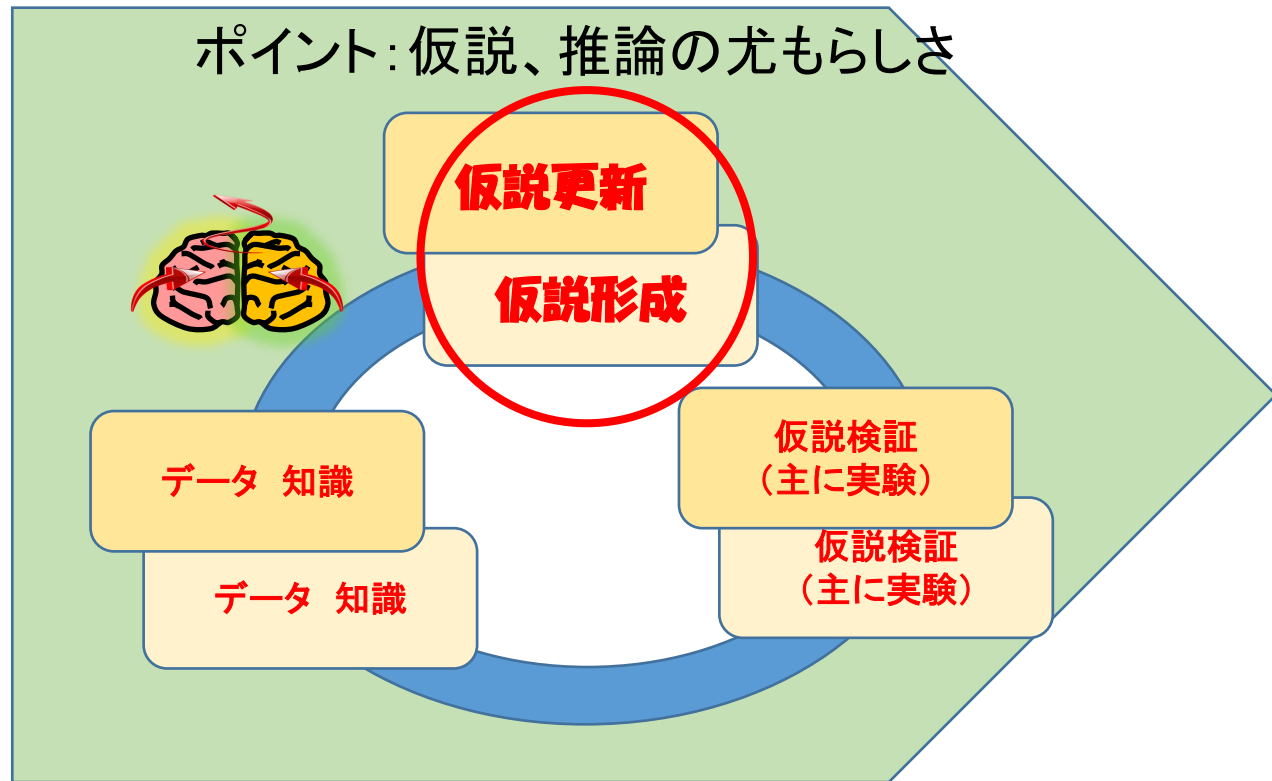 ポイント：仮説、推論の尤もらしさ
仮説更新
仮説形成
データ 知識
データ 知識
仮説検証
（主に実験）
仮説検証
（主に実験）